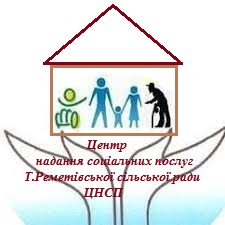 Центр
надання соціальних послуг
Т.Реметівської сільської ради
ЦНСП